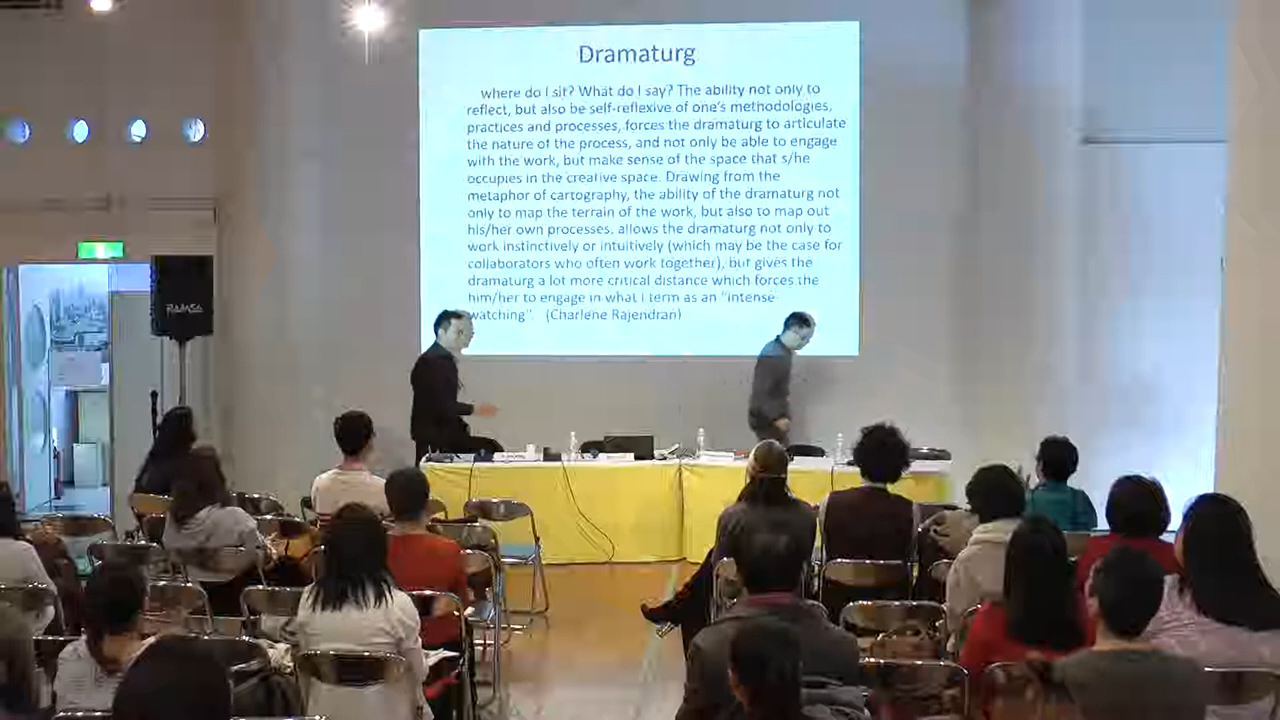 Dramaturg
where do I sit? What do I say? The ability not only to
reflect, but also be self-reflexive of one's methodologies,
practices and processes, forces the dramaturg to articulate
the nature of the process, and not only be able to engage
with the work, but make sense of the space that s/he
occupies in the creative space. Drawing from the
metaphor of cartography, the ability of the dramaturg not
only to map the terrain of the work, but also to map out
his/her own processes, allows the dramaturg not only to
work instinctively or intuitively (which may be the case for
collaborators who often work together), but gives the
dramaturg a lot more critical distance which forces the
him/her to engage in what I term as an "intense
watching". (Charlene Rajendran)
RAMSA